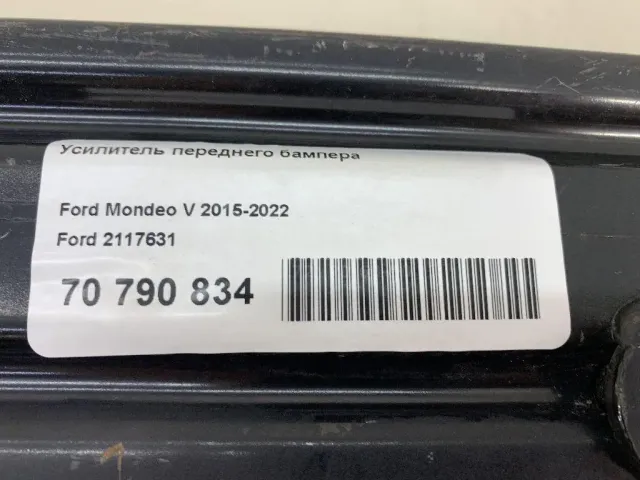 Усилитель переднего бампера
Ford Mondeo V 2015-2022
Ford 2117631
70 790 834